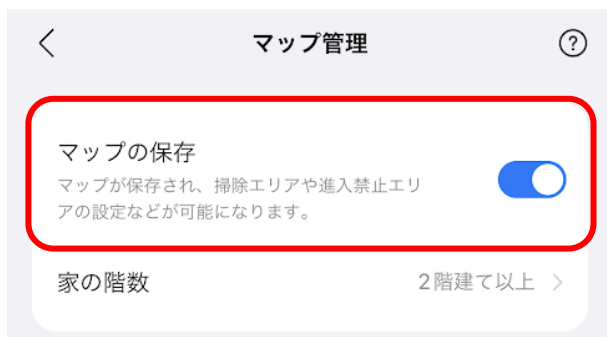 マップ管理
マップの保存
マップが保存され、掃除エリアや進入禁止エリ
アの設定などが可能になります。
家の階数 2階建て以上